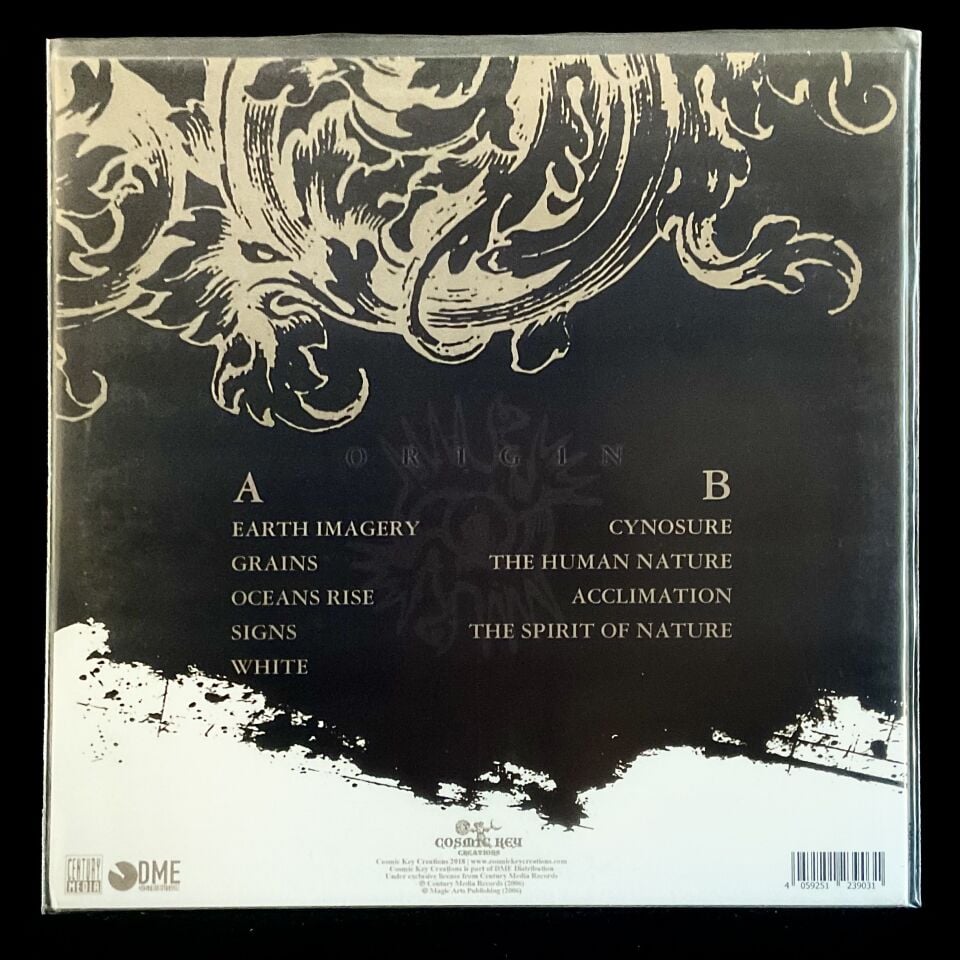 ORIGIN
A
EARTH IMAGERY
GRAINS
OCEANS RISE
SIGNS
WHITE
B
CYNOSURE
THE HUMAN NATURE
ACCLIMATION
THE SPIRIT OF NATURE
COSMIC KEY
CREATIONS
Cosmic Key Creations 2018 | www.cosmickeycreations.com
Cosmic Key Creations is part of DME Distribution
Under exclusive license from Century Media Records
℗ Century Media Records (2006)
© Magic Arts Publishing (2006)
CENTURY
MEDIA
DME
4 059251 239031